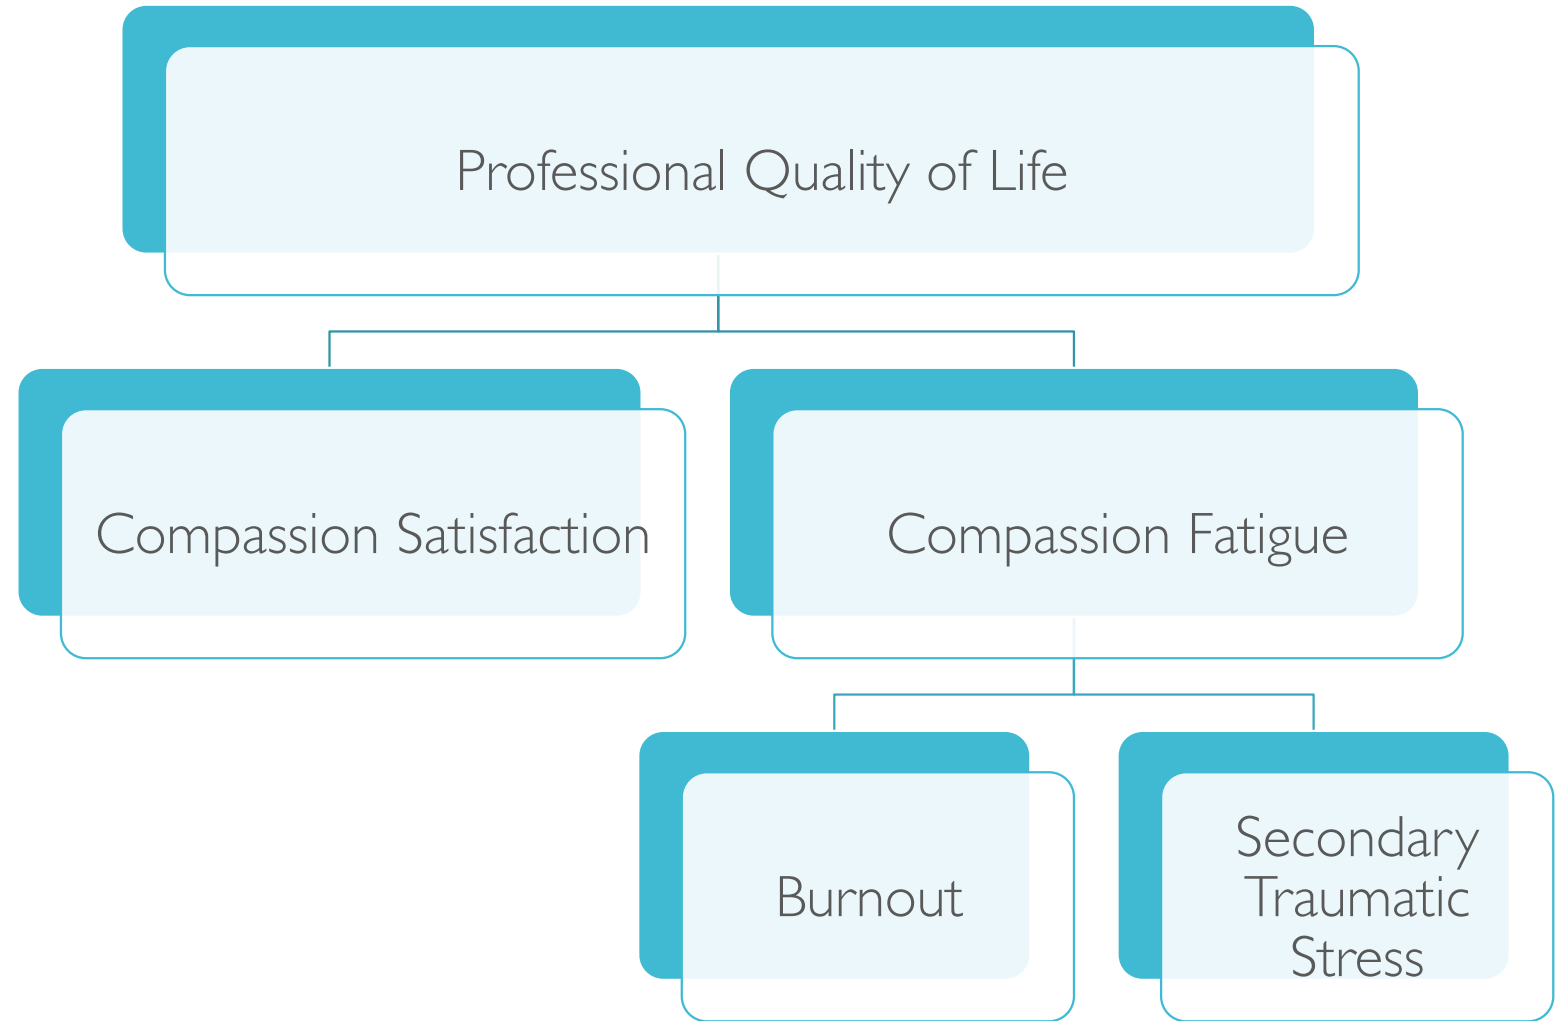 Professional Quality of Life
Compassion Satisfaction
Compassion Fatigue
Burnout
Secondary
Traumatic
Stress